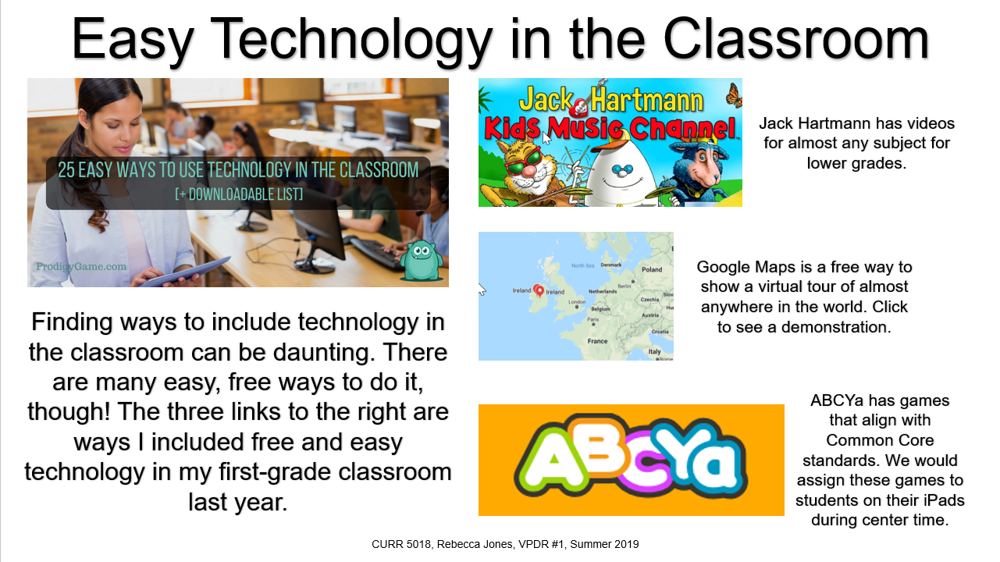 Easy Technology in the Classroom
25 EASY WAYS TO USE TECHNOLOGY IN THE CLASSROOM
[+ DOWNLOADABLE LIST]
ProdigyGame.com
Finding ways to include technology in
the classroom can be daunting. There
are many easy, free ways to do it,
though! The three links to the right are
ways I included free and easy
technology in my first-grade classroom
last year.
Jack Hartmann
Kids Music Channel
Jack Hartmann has videos
for almost any subject for
lower grades.
North Sea
Denmark
Ireland
Ireland
Poland
Berlin
Netherlands
London
Belgium
Czechia
Paris
Austria
Croatia
France
Italy
Rome
Google Maps is a free way to
show a virtual tour of almost
anywhere in the world. Click
to see a demonstration.
ABCYa
ABCYa has games
that align with
Common Core
standards. We would
assign these games to
students on their iPads
during center time.
CURR 5018, Rebecca Jones, VPDR #1, Summer 2019